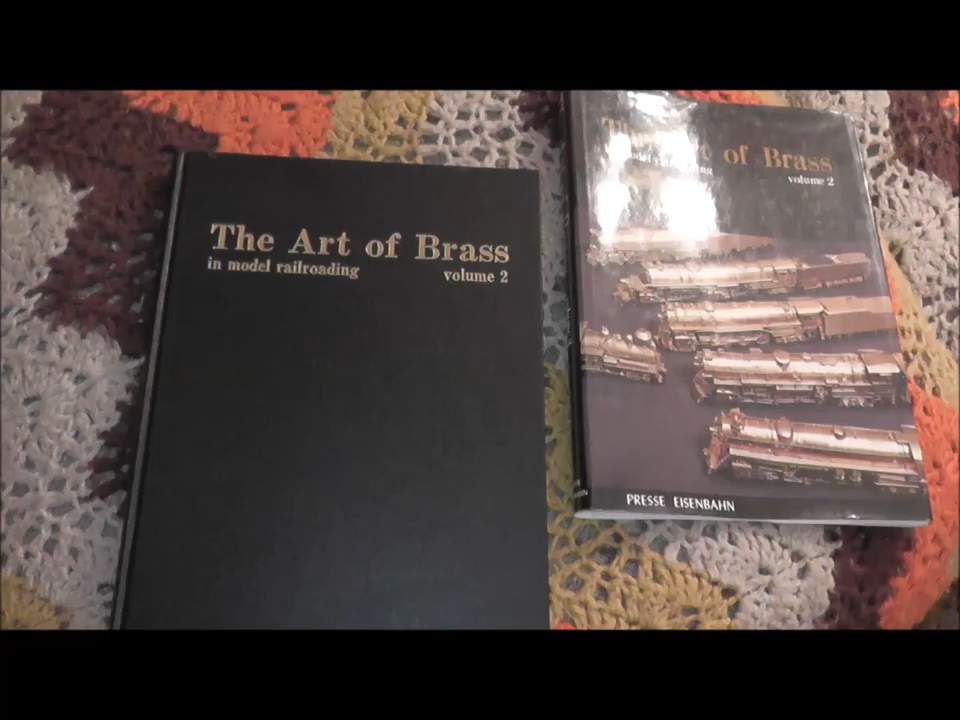 The Art of Brass
in model railroading volume 2
of Brass
volume 2
PRESSE EISENBAHN